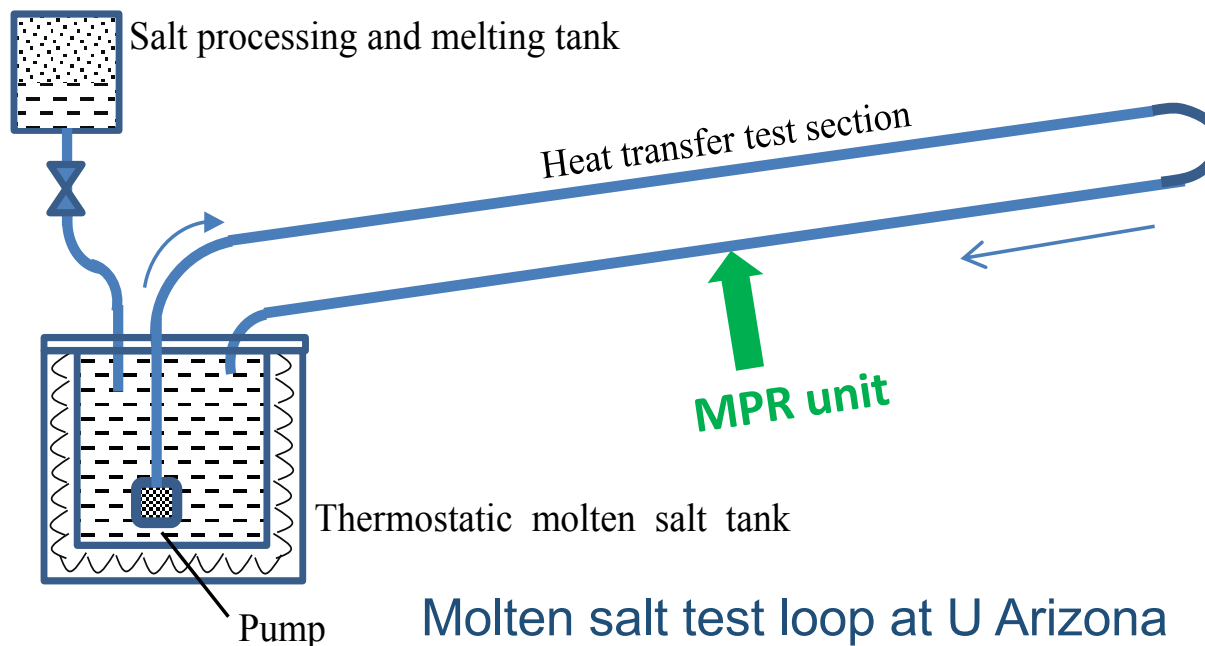 Salt processing and melting tank
Heat transfer test section
MPR unit
Thermostatic molten salt tank
Pump
Molten salt test loop at U Arizona